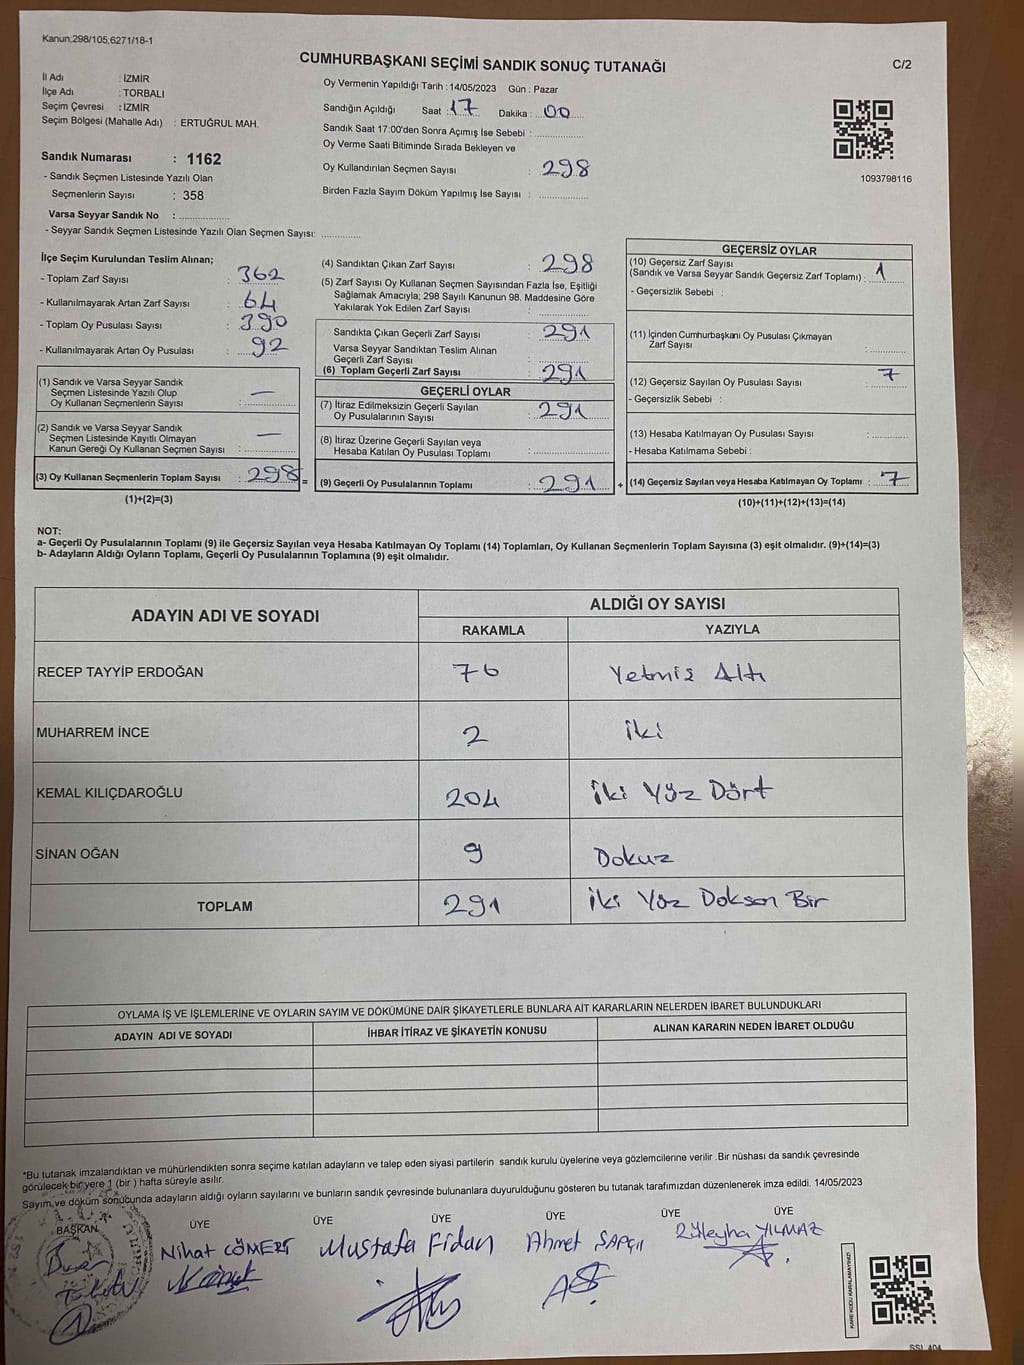 Kanun;298/105,6271/18-1
CUMHURBAŞKANI SEÇİMİ SANDIK SONUÇ TUTANAĞI
C/2
İl Adı : İZMİR
İlçe Adı : TORBALI
Seçim Çevresi : İZMİR
Seçim Bölgesi (Mahalle Adı) : ERTUĞRUL MAH.
Sandık Numarası : 1162
- Sandık Seçmen Listesinde Yazılı Olan
Seçmenlerin Sayısı : 358
Varsa Seyyar Sandık No : ..................
- Seyyar Sandık Seçmen Listesinde Yazılı Olan Seçmen Sayısı: ..............
Oy Vermenin Yapıldığı Tarih : 14/05/2023 Gün : Pazar
Sandığın Açıldığı Saat : 17 Dakika : 00
Sandık Saat 17:00'den Sonra Açımış İse Sebebi : ..................
Oy Verme Saati Bitiminde Sırada Bekleyen ve
Oy Kullandırılan Seçmen Sayısı : 298
Birden Fazla Sayım Döküm Yapılmış İse Sayısı : ..................
1093798116
İlçe Seçim Kurulundan Teslim Alınan;
- Toplam Zarf Sayısı : 362
- Kullanılmayarak Artan Zarf Sayısı : 64
- Toplam Oy Pusulası Sayısı : 390
- Kullanılmayarak Artan Oy Pusulası : 92
(1) Sandık ve Varsa Seyyar Sandık
Seçmen Listesinde Yazılı Olup
Oy Kullanan Seçmenlerin Sayısı : —
(2) Sandık ve Varsa Seyyar Sandık
Seçmen Listesinde Kayıtlı Olmayan
Kanun Gereği Oy Kullanan Seçmen Sayısı : —
(3) Oy Kullanan Seçmenlerin Toplam Sayısı : 298 =
(1)+(2)=(3)
(4) Sandıktan Çıkan Zarf Sayısı : 298
(5) Zarf Sayısı Oy Kullanan Seçmen Sayısından Fazla İse, Eşitliği
Sağlamak Amacıyla; 298 Sayılı Kanunun 98. Maddesine Göre
Yakılarak Yok Edilen Zarf Sayısı : ..................
Sandıkta Çıkan Geçerli Zarf Sayısı : 291
Varsa Seyyar Sandıktan Teslim Alınan
Geçerli Zarf Sayısı : ..................
(6) Toplam Geçerli Zarf Sayısı : 291
GEÇERLİ OYLAR
(7) İtiraz Edilmeksizin Geçerli Sayılan
Oy Pusulalarının Sayısı : 291
(8) İtiraz Üzerine Geçerli Sayılan veya
Hesaba Katılan Oy Pusulası Toplamı : ..................
(9) Geçerli Oy Pusulalarının Toplamı : 291 +
GEÇERSİZ OYLAR
(10) Geçersiz Zarf Sayısı
(Sandık ve Varsa Seyyar Sandık Geçersiz Zarf Toplamı) : 1
- Geçersizlik Sebebi :
(11) İçinden Cumhurbaşkanı Oy Pusulası Çıkmayan
Zarf Sayısı : ..............
(12) Geçersiz Sayılan Oy Pusulası Sayısı : 7
- Geçersizlik Sebebi :
(13) Hesaba Katılmayan Oy Pusulası Sayısı : ..............
- Hesaba Katılmama Sebebi :
(14) Geçersiz Sayılan veya Hesaba Katılmayan Oy Toplamı : 7
(10)+(11)+(12)+(13)=(14)
NOT:
a- Geçerli Oy Pusulalarının Toplamı (9) ile Geçersiz Sayılan veya Hesaba Katılmayan Oy Toplamı (14) Toplamları, Oy Kullanan Seçmenlerin Toplam Sayısına (3) eşit olmalıdır. (9)+(14)=(3)
b- Adayların Aldığı Oyların Toplamı, Geçerli Oy Pusulalarının Toplamına (9) eşit olmalıdır.
ADAYIN ADI VE SOYADI ALDIĞI OY SAYISI
RAKAMLA YAZIYLA
RECEP TAYYİP ERDOĞAN 76 Yetmiş Altı
MUHARREM İNCE 2 İki
KEMAL KILIÇDAROĞLU 204 İki Yüz Dört
SİNAN OĞAN 9 Dokuz
TOPLAM 291 İki Yüz Doksan Bir
OYLAMA İŞ VE İŞLEMLERİNE VE OYLARIN SAYIM VE DÖKÜMÜNE DAİR ŞİKAYETLERLE BUNLARA AİT KARARLARIN NELERDEN İBARET BULUNDUKLARI
ADAYIN ADI VE SOYADI İHBAR İTİRAZ VE ŞİKAYETİN KONUSU ALINAN KARARIN NEDEN İBARET OLDUĞU
*Bu tutanak imzalandıktan ve mühürlendikten sonra seçime katılan adayların ve talep eden siyasi partilerin sandık kurulu üyelerine veya gözlemcilerine verilir .Bir nüshası da sandık çevresinde
görülecek bir yere 1 (bir ) hafta süreyle asılır.
Sayım ve döküm sonucunda adayların aldığı oyların sayılarını ve bunların sandık çevresinde bulunanlara duyurulduğunu gösteren bu tutanak tarafımızdan düzenlenerek imza edildi. 14/05/2023
BAŞKAN ÜYE ÜYE ÜYE ÜYE ÜYE ÜYE
Nihat CÖMERT Mustafa Fidan Ahmet SAPÇII Züleyha YILMAZ
KARE KODU KARALAMAYINIZ!